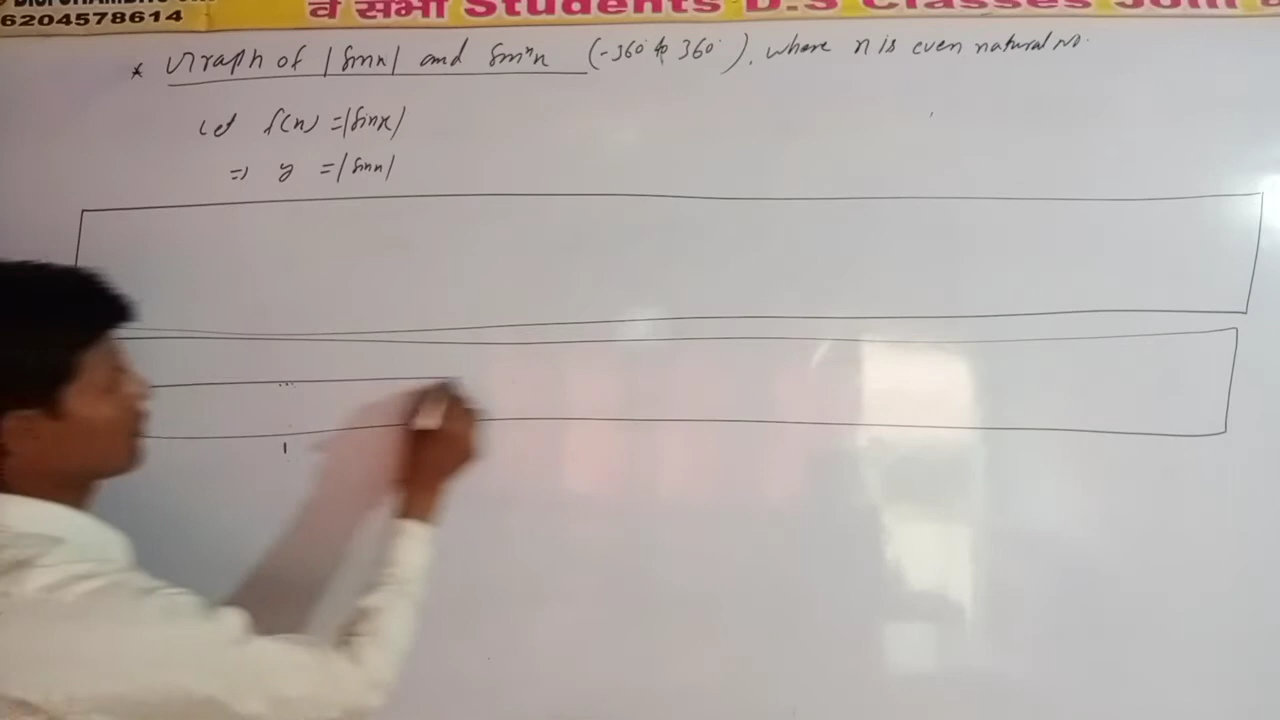 6204578614
वे सभी Students D.S Classes Join
* Graph of |sinx| and sinⁿx (-360° to 360°), where n is even natural no.
Let f(x) = |sinx|
⇒ y = |sinx|